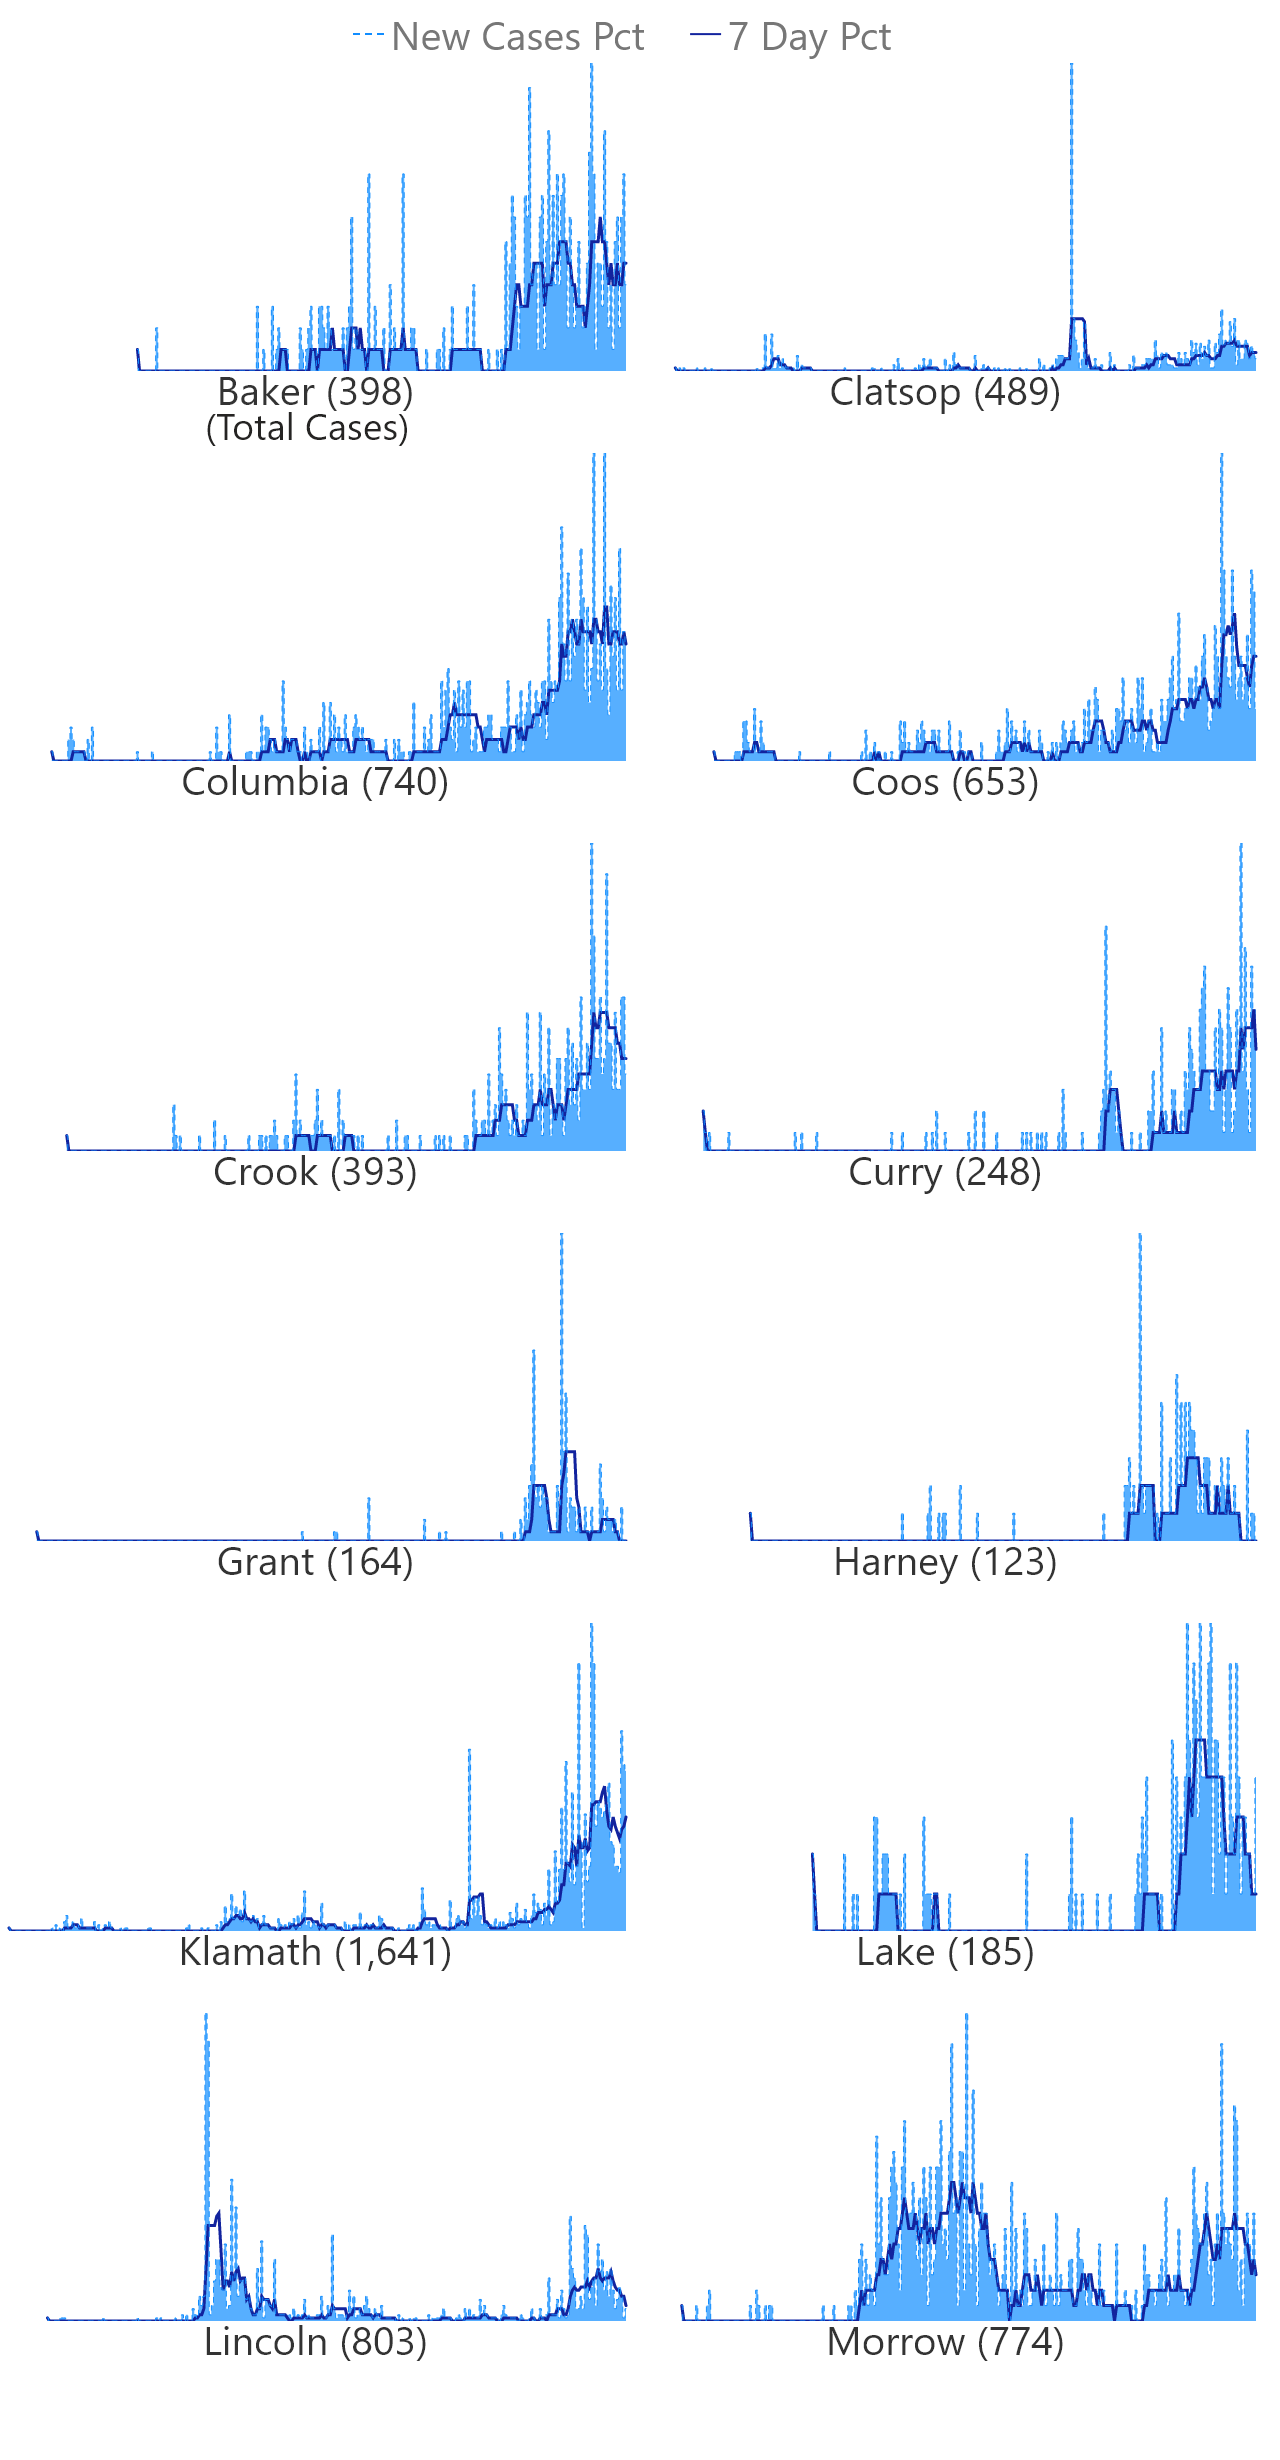 New Cases Pct 7 Day Pct
Baker (398) Clatsop (489)
(Total Cases)
Columbia (740) Coos (653)
Crook (393) Curry (248)
Grant (164) Harney (123)
Klamath (1,641) Lake (185)
Lincoln (803) Morrow (774)